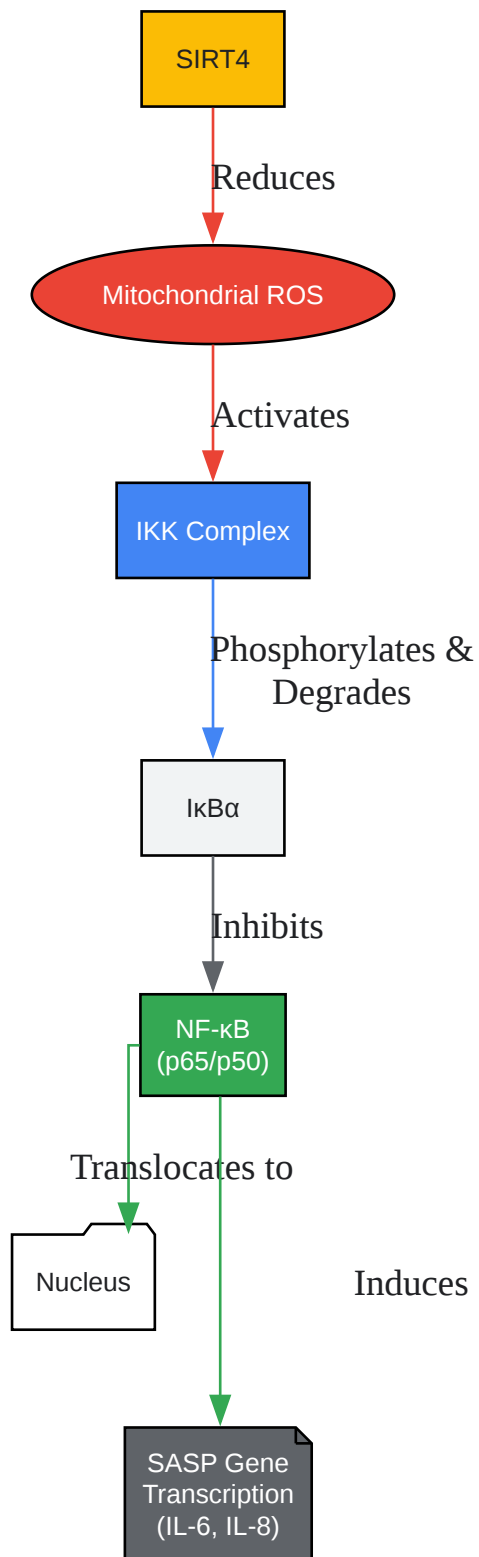 SIRT4
Reduces
Mitochondrial ROS
Activates
IKK Complex
Phosphorylates &
Degrades
IκBα
Inhibits
NF-κB
(p65/p50)
Translocates to
Nucleus
Induces
SASP Gene
Transcription
(IL-6, IL-8)